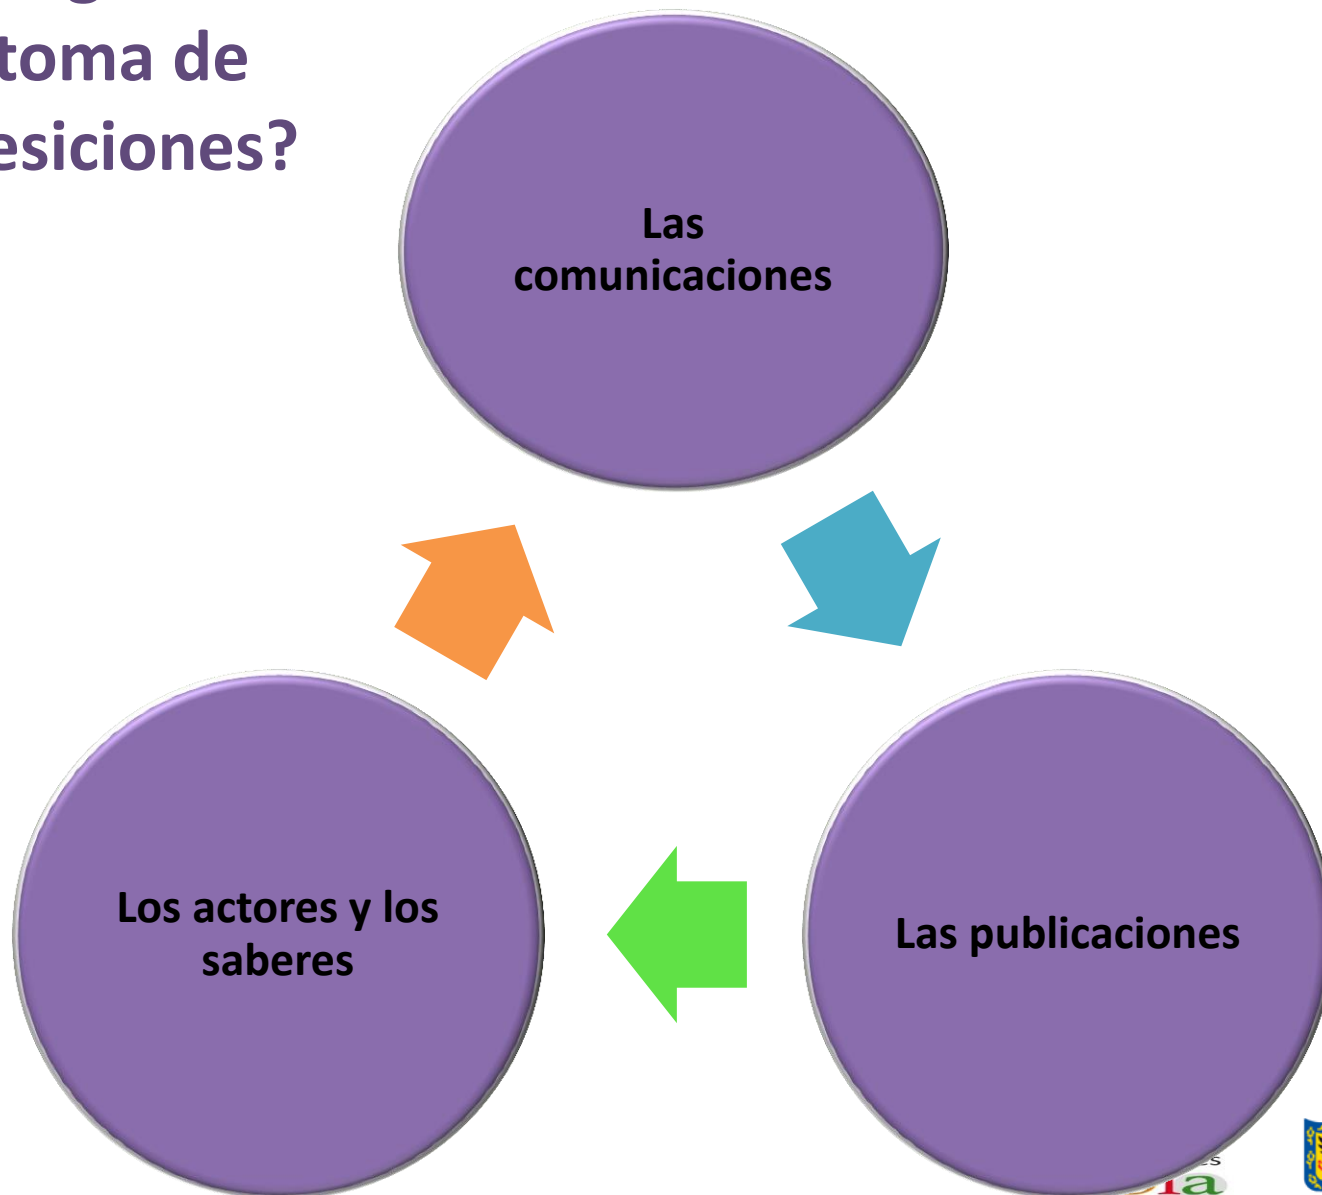 toma de
esiciones?
Las
comunicaciones
Los actores y los
saberes
Las publicaciones